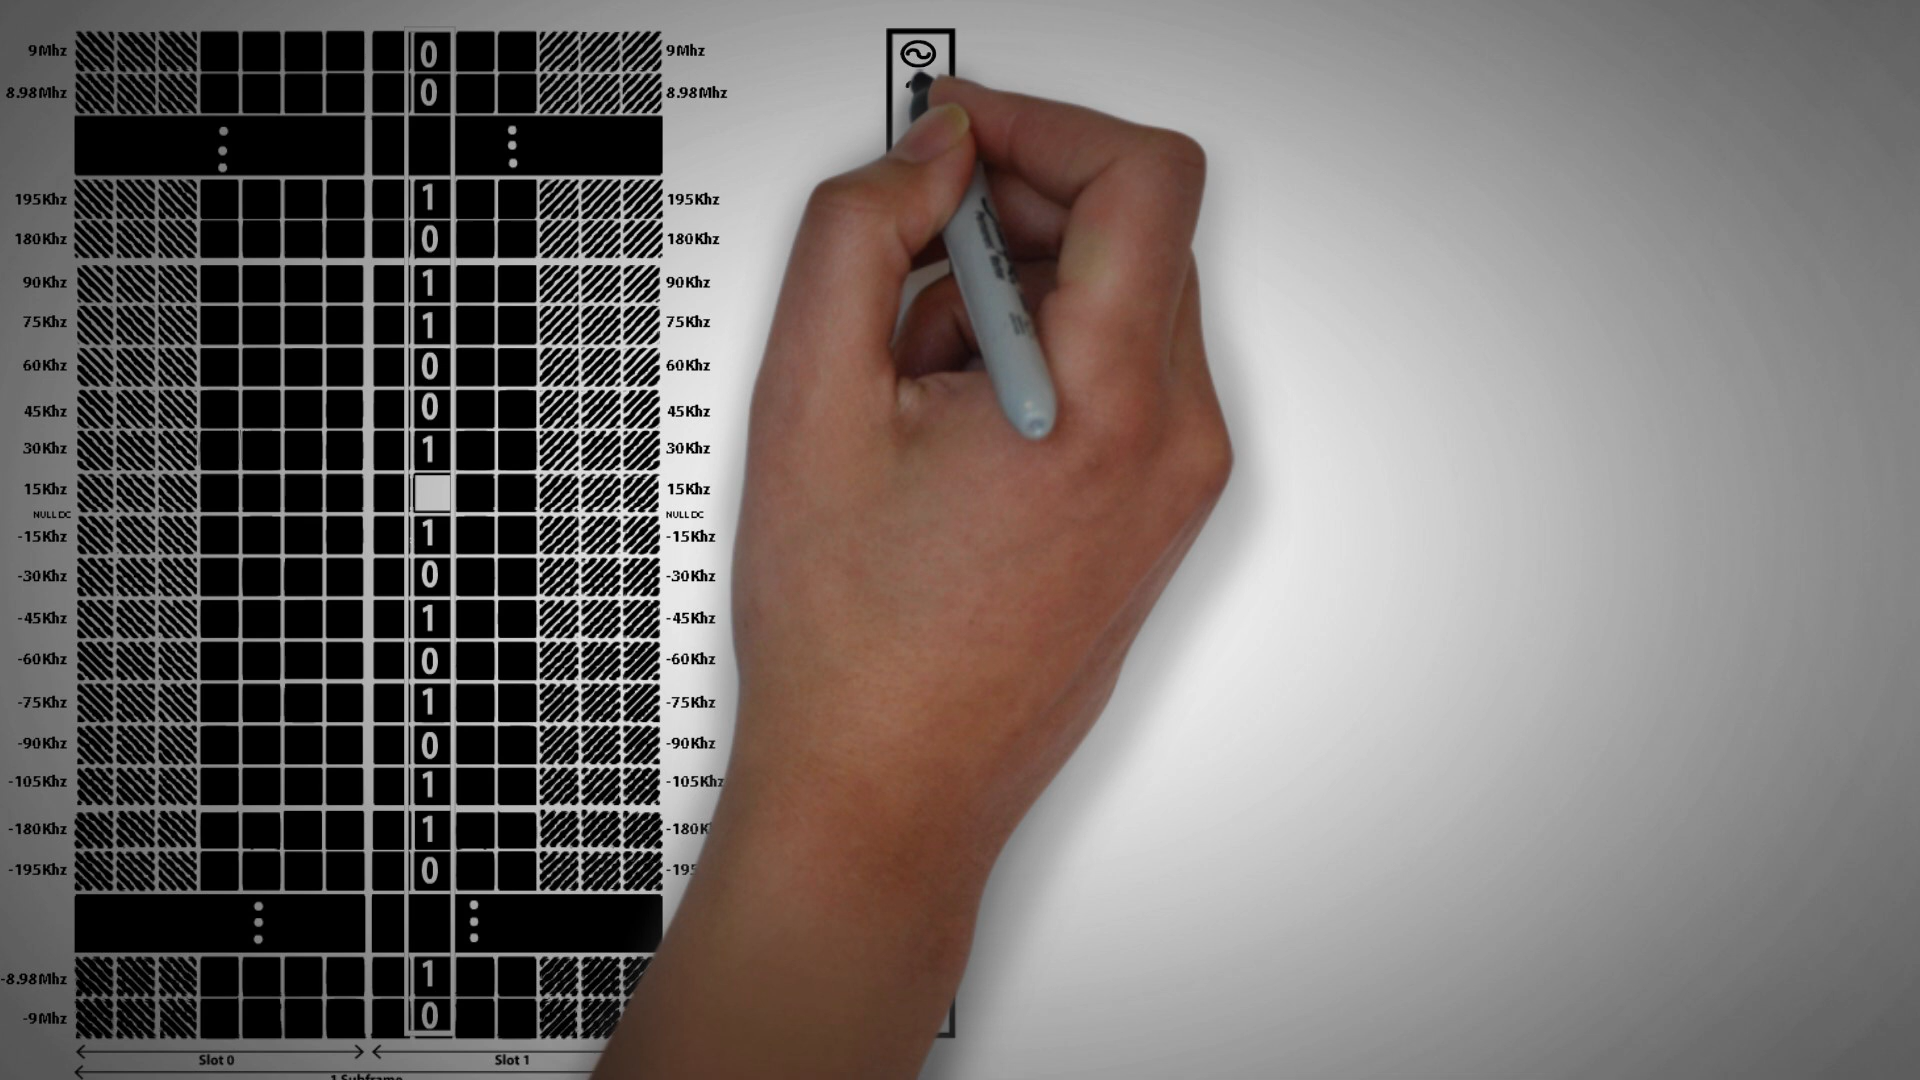 9Mhz 0 9Mhz
8.98Mhz 0 8.98Mhz
195Khz 1 195Khz
180Khz 0 180Khz
90Khz 1 90Khz
75Khz 1 75Khz
60Khz 0 60Khz
45Khz 0 45Khz
30Khz 1 30Khz
15Khz 15Khz
NULL DC NULL DC
-15Khz 1 -15Khz
-30Khz 0 -30Khz
-45Khz 1 -45Khz
-60Khz 0 -60Khz
-75Khz 1 -75Khz
-90Khz 0 -90Khz
-105Khz 1 -105Khz
-180Khz 1
-195Khz 0
-8.98Mhz 1
-9Mhz 0
Slot 0 Slot 1
1 Subframe